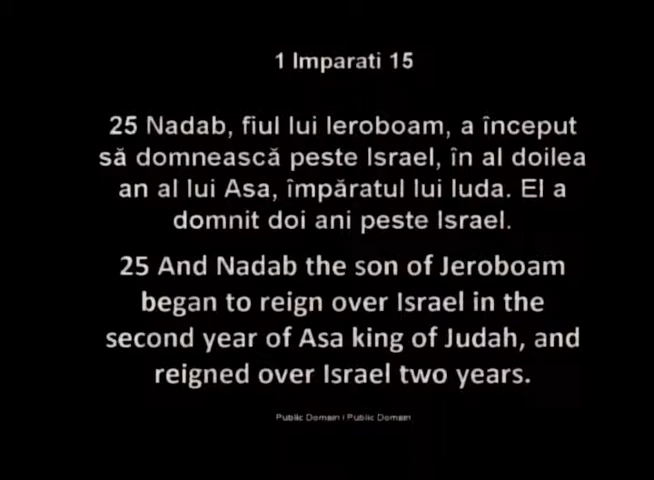 1 Imparati 15
25 Nadab, fiul lui Ieroboam, a început
să domnească peste Israel, în al doilea
an al lui Asa, împăratul lui Iuda. El a
domnit doi ani peste Israel.
25 And Nadab the son of Jeroboam
began to reign over Israel in the
second year of Asa king of Judah, and
reigned over Israel two years.
Public Domain / Public Domain